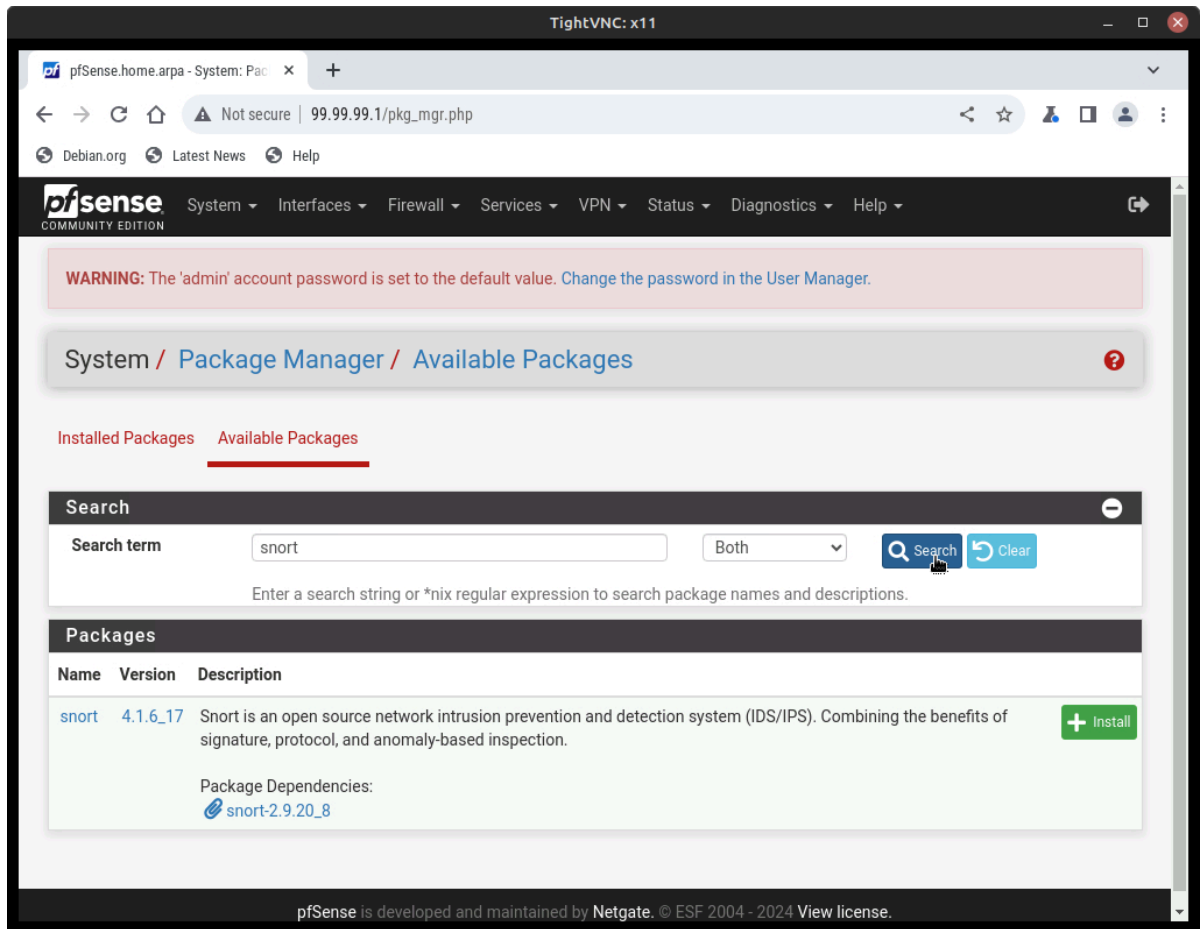 TightVNC: x11
pfSense.home.arpa - System: Pac
Not secure | 99.99.99.1/pkg_mgr.php
Debian.org Latest News Help
pfsense System Interfaces Firewall Services VPN Status Diagnostics Help
COMMUNITY EDITION
WARNING: The 'admin' account password is set to the default value. Change the password in the User Manager.
System / Package Manager / Available Packages
Installed Packages Available Packages
Search
Search term snort Both Search Clear
Enter a search string or *nix regular expression to search package names and descriptions.
Packages
Name Version Description
snort 4.1.6_17 Snort is an open source network intrusion prevention and detection system (IDS/IPS). Combining the benefits of Install
signature, protocol, and anomaly-based inspection.
Package Dependencies:
snort-2.9.20_8
pfSense is developed and maintained by Netgate. © ESF 2004 - 2024 View license.